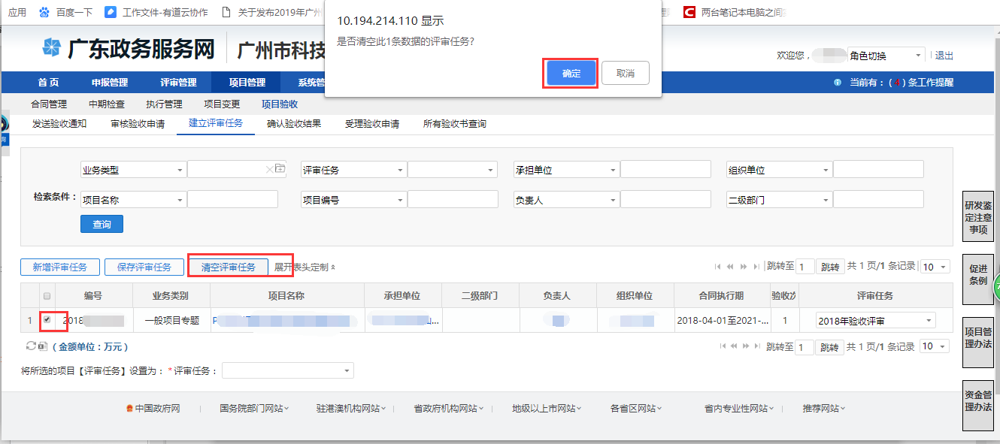 应用 百度一下 工作文件-有道云协作 关于发布2019年广州 两台笔记本电脑之间
10.194.214.110 显示
是否清空此1条数据的评审任务?
确定 取消
广东政务服务网 广州市科技
欢迎您， 角色切换 退出
首 页 申报管理 评审管理 项目管理 系统管 当前有：( 4 ) 条工作提醒
合同管理 中期检查 执行管理 项目变更 项目验收
发送验收通知 审核验收申请 建立评审任务 确认验收结果 受理验收申请 所有验收书查询
业务类型 评审任务 承担单位 组织单位
检索条件： 项目名称 项目编号 负责人 二级部门
查询
研发鉴
定注意
事项
新增评审任务 保存评审任务 清空评审任务 展开表头定制 跳转至 1 跳转 共 1 页/1 条记录 10
促进
条例
编号 业务类别 项目名称 承担单位 二级部门 负责人 组织单位 合同执行期 验收次 评审任务
1 2018 一般项目专题 P ... 2018-04-01至2021-... 1 2018年验收评审
项目管
理办法
( 金额单位：万元 ) 跳转至 1 跳转 共 1 页/1 条记录 10
将所选的项目【评审任务】设置为： * 评审任务：
资金管
理办法
中国政府网 国务院部门网站 驻港澳机构网站 省政府机构网站 地级以上市网站 各省区网站 省内专业性网站 推荐网站